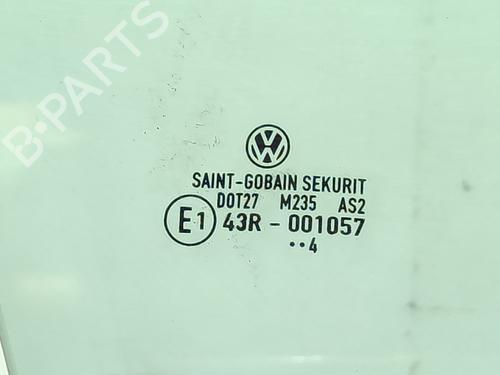 B-PARTS
SAINT-GOBAIN SEKURIT
DOT27 M235 AS2
E1 43R - 001057
••4